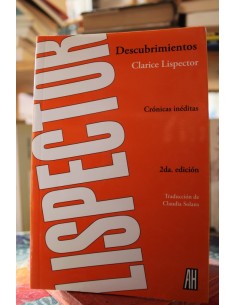 LISPECTOR
Descubrimientos
Clarice Lispector
Crónicas inéditas
2da. edición
Traducción de
Claudia Solans
AH